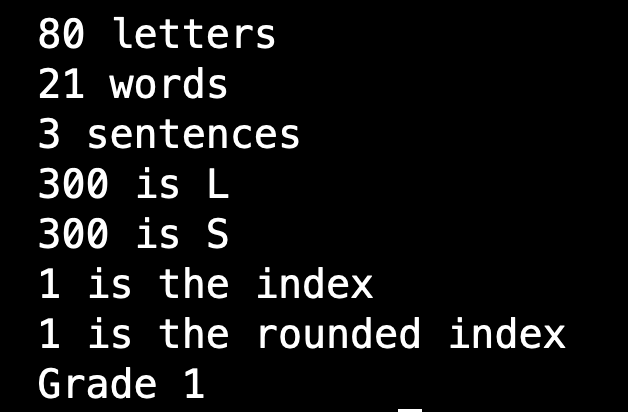 80 letters
21 words
3 sentences
300 is L
300 is S
1 is the index
1 is the rounded index
Grade 1